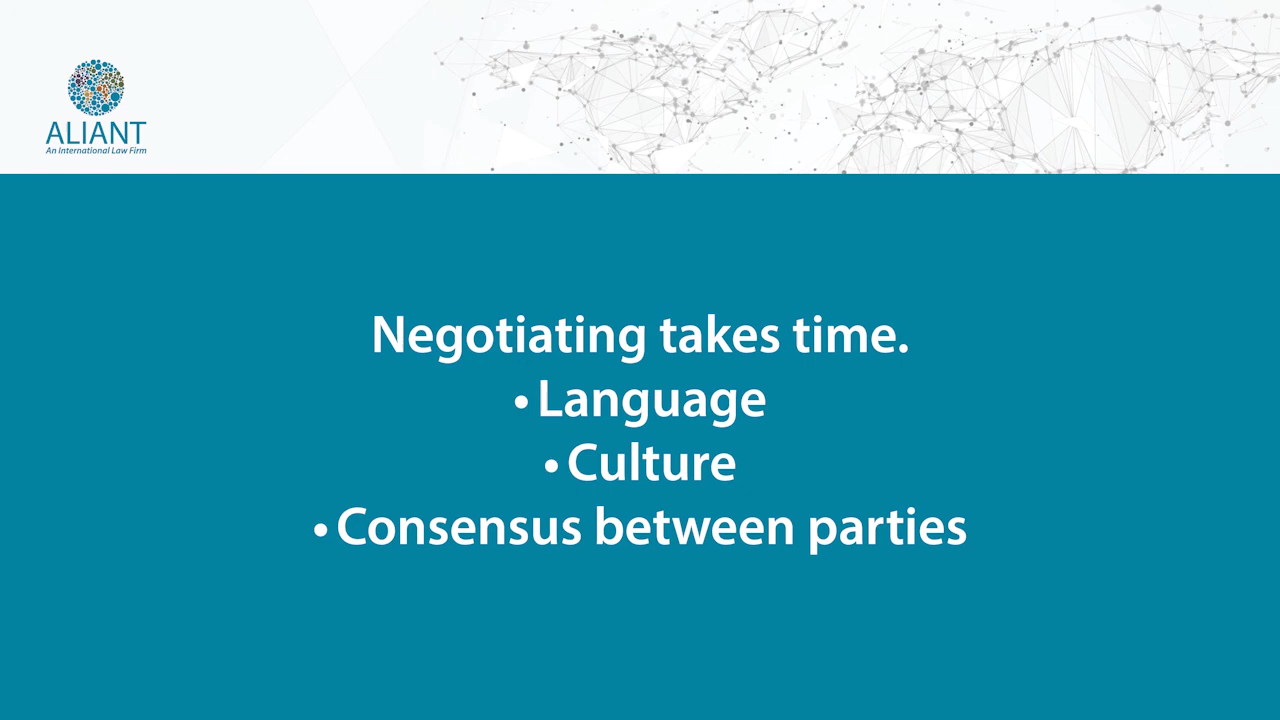 ALIANT
An International Law Firm
Negotiating takes time.
• Language
• Culture
• Consensus between parties